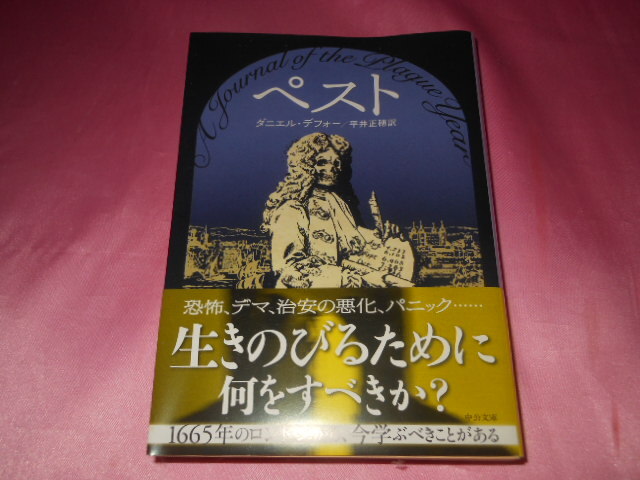 A Journal of the Plague Year
ペスト
ダニエル・デフォー/平井正穂訳
恐怖、デマ、治安の悪化、パニック……
生きのびるために
何をすべきか?
中公文庫
1665年のロン 、今学ぶべきことがある